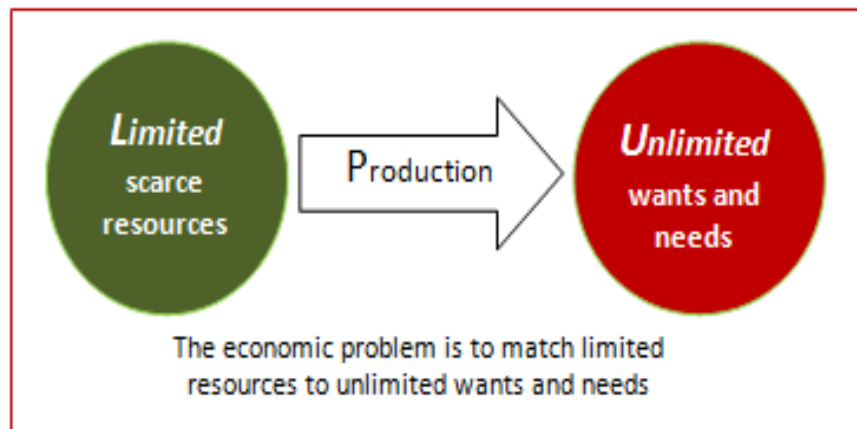 Limited
scarce
resources
Production
Unlimited
wants and
needs
The economic problem is to match limited
resources to unlimited wants and needs